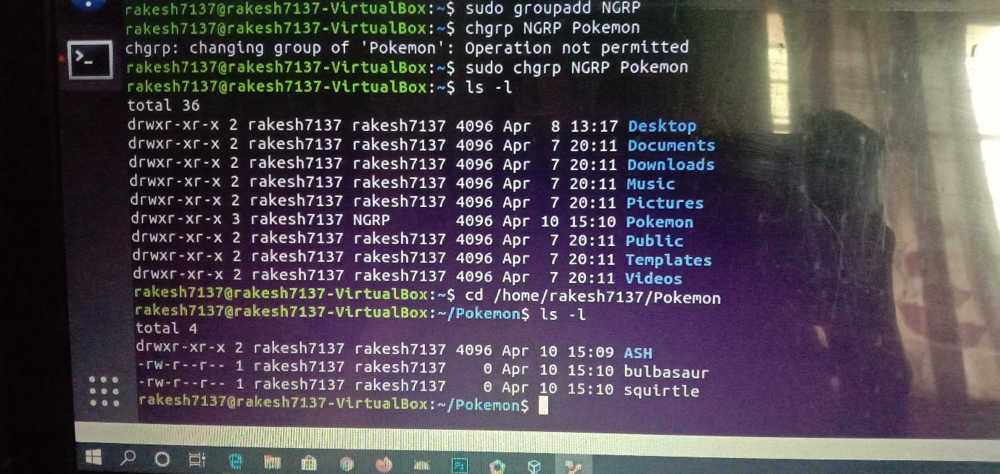 rakesh7137@rakesh7137-VirtualBox:~$ sudo groupadd NGRP
rakesh7137@rakesh7137-VirtualBox:~$ chgrp NGRP Pokemon
chgrp: changing group of 'Pokemon': Operation not permitted
rakesh7137@rakesh7137-VirtualBox:~$ sudo chgrp NGRP Pokemon
rakesh7137@rakesh7137-VirtualBox:~$ ls -l
total 36
drwxr-xr-x 2 rakesh7137 rakesh7137 4096 Apr  8 13:17 Desktop
drwxr-xr-x 2 rakesh7137 rakesh7137 4096 Apr  7 20:11 Documents
drwxr-xr-x 2 rakesh7137 rakesh7137 4096 Apr  7 20:11 Downloads
drwxr-xr-x 2 rakesh7137 rakesh7137 4096 Apr  7 20:11 Music
drwxr-xr-x 2 rakesh7137 rakesh7137 4096 Apr  7 20:11 Pictures
drwxr-xr-x 3 rakesh7137 NGRP       4096 Apr 10 15:10 Pokemon
drwxr-xr-x 2 rakesh7137 rakesh7137 4096 Apr  7 20:11 Public
drwxr-xr-x 2 rakesh7137 rakesh7137 4096 Apr  7 20:11 Templates
drwxr-xr-x 2 rakesh7137 rakesh7137 4096 Apr  7 20:11 Videos
rakesh7137@rakesh7137-VirtualBox:~$ cd /home/rakesh7137/Pokemon
rakesh7137@rakesh7137-VirtualBox:~/Pokemon$ ls -l
total 4
drwxr-xr-x 2 rakesh7137 rakesh7137 4096 Apr 10 15:09 ASH
-rw-r--r-- 1 rakesh7137 rakesh7137    0 Apr 10 15:10 bulbasaur
-rw-r--r-- 1 rakesh7137 rakesh7137    0 Apr 10 15:10 squirtle
rakesh7137@rakesh7137-VirtualBox:~/Pokemon$
Ps